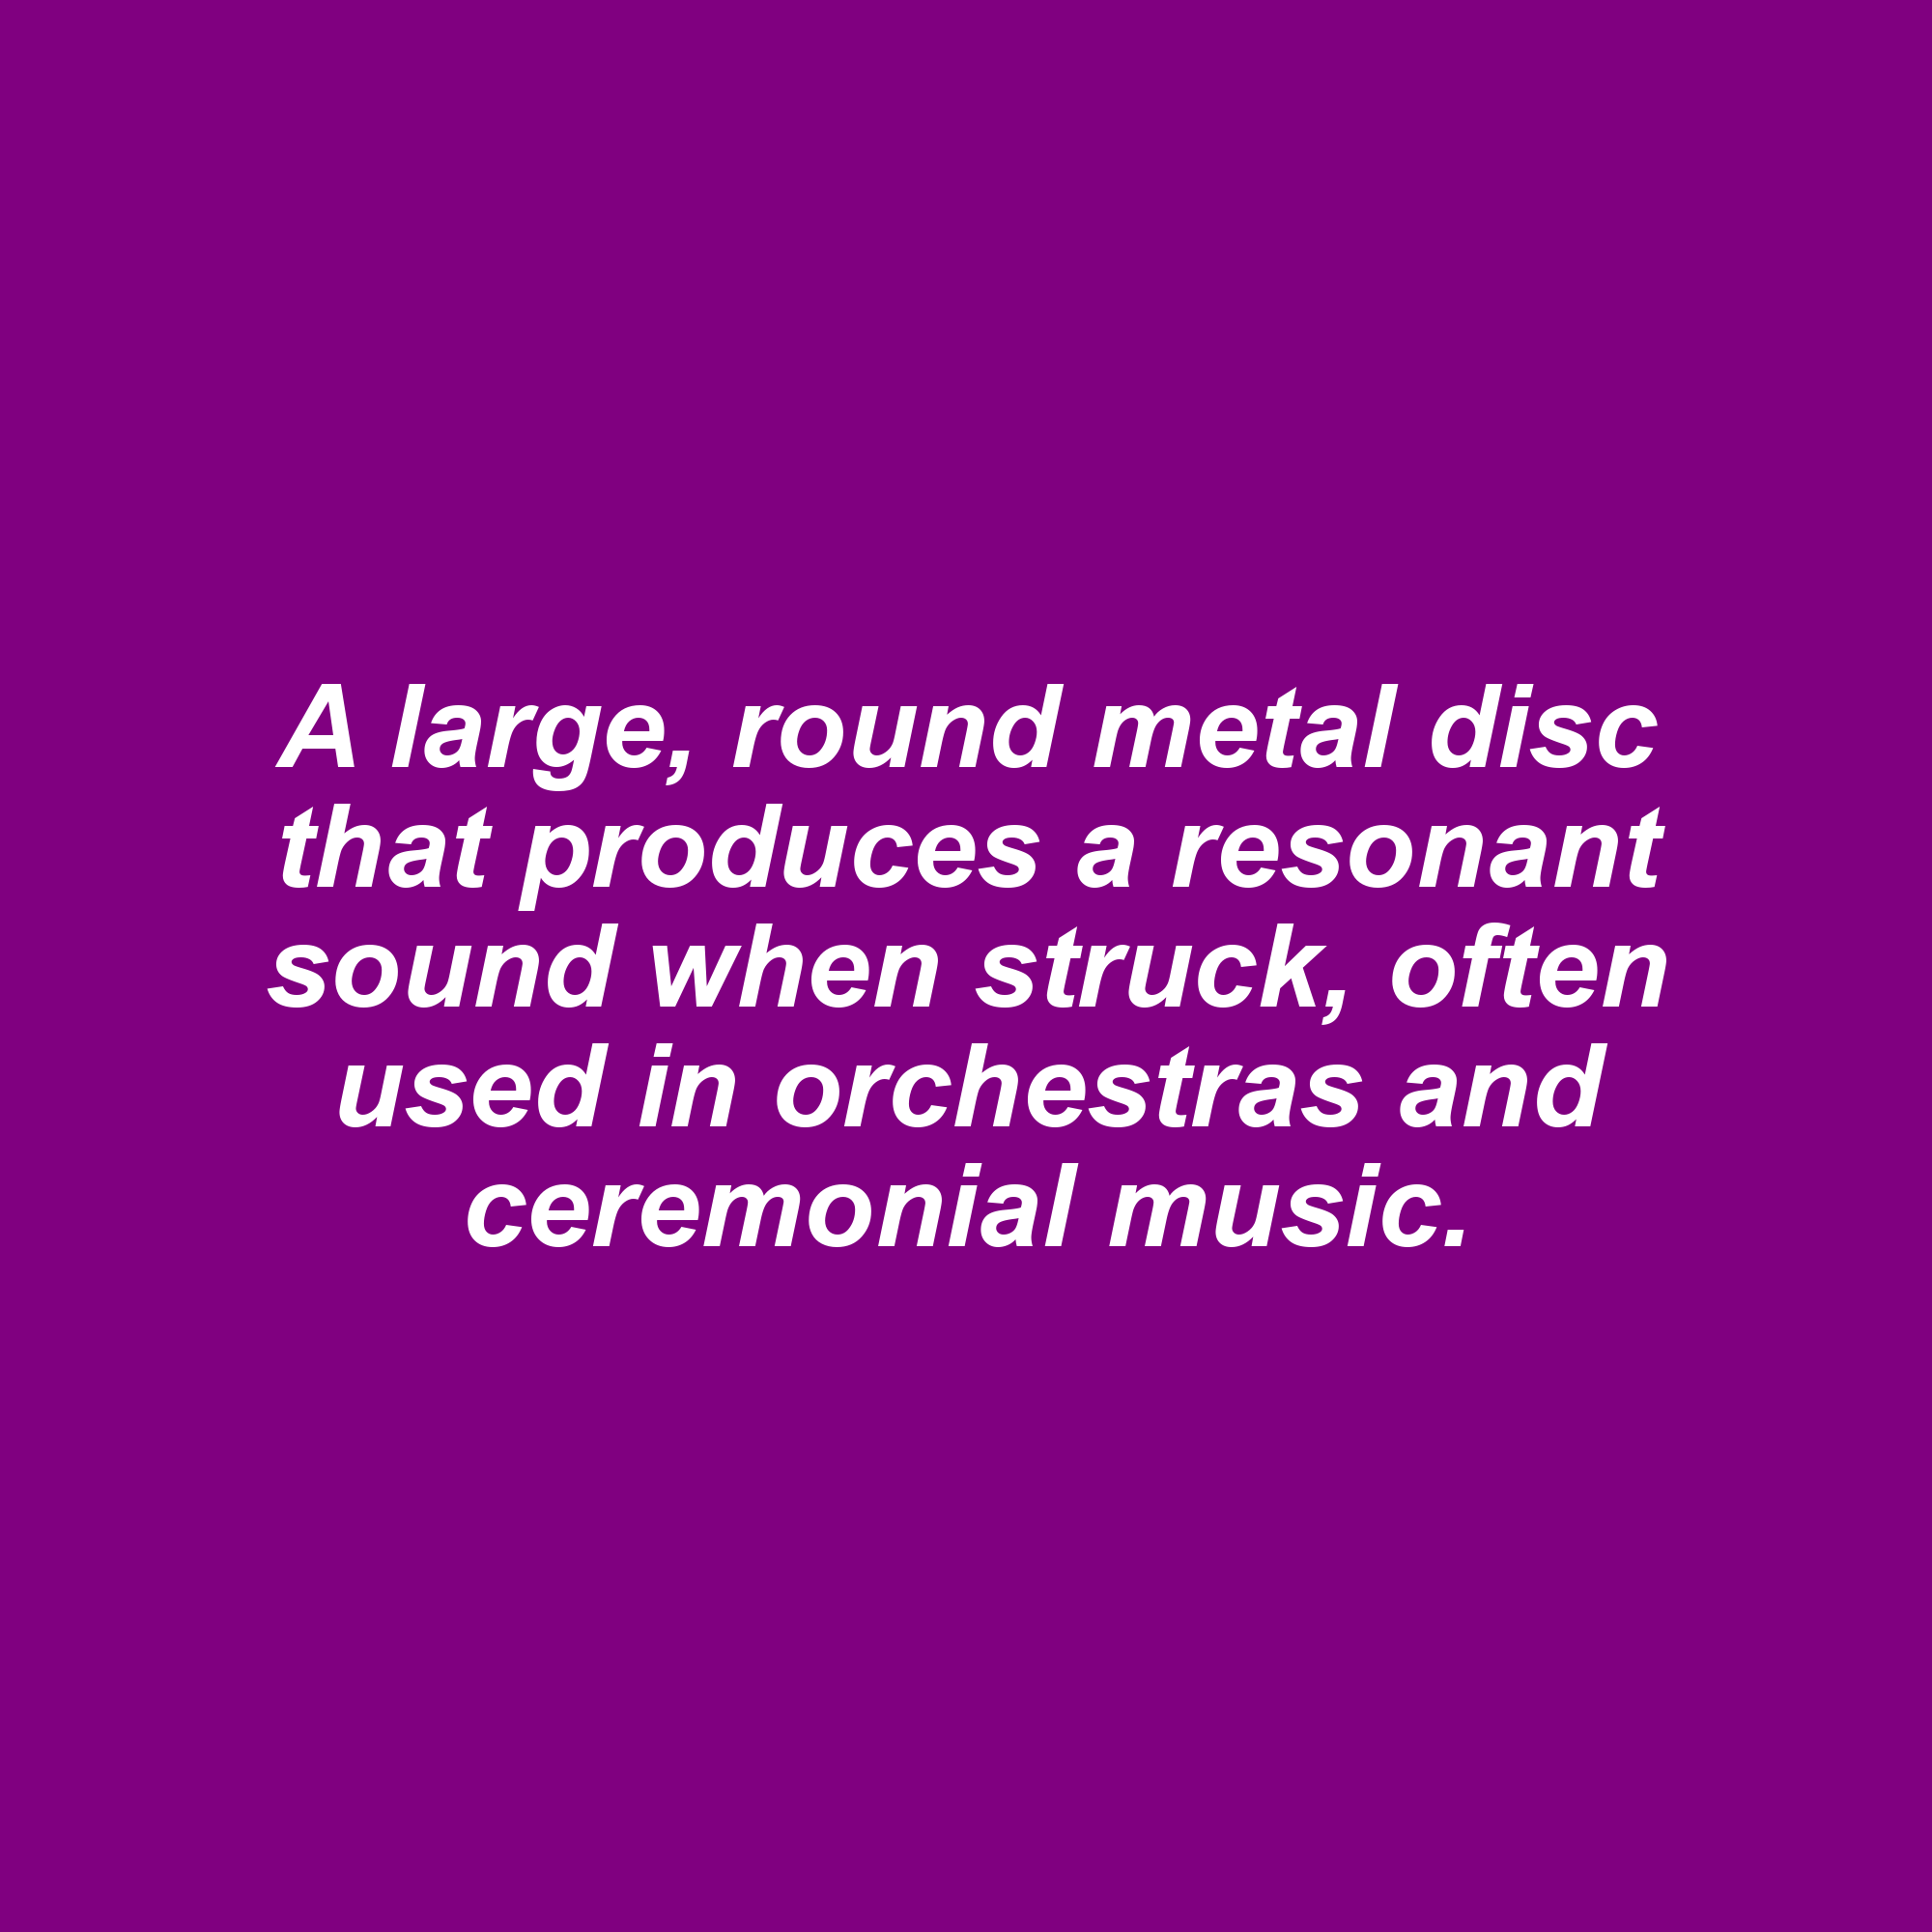 A large, round metal disc
that produces a resonant
sound when struck, often
used in orchestras and
ceremonial music.